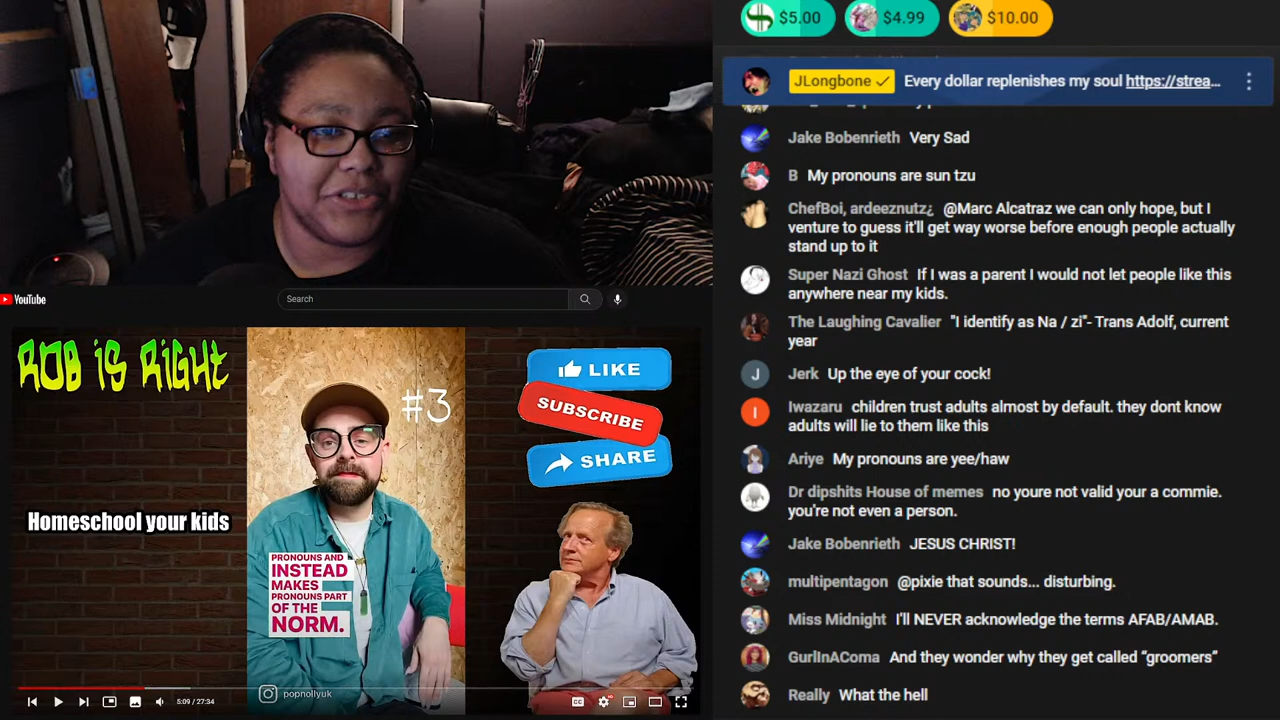 $5.00
$4.99
$10.00
JLongbone Every dollar replenishes my soul https://strea...
Jake Bobenrieth Very Sad
B My pronouns are sun tzu
ChefBoi, ardeeznutz¿ @Marc Alcatraz we can only hope, but I
venture to guess it'll get way worse before enough people actually
stand up to it
Super Nazi Ghost If I was a parent I would not let people like this
anywhere near my kids.
The Laughing Cavalier "I identify as Na / zi"- Trans Adolf, current
year
J
Jerk Up the eye of your cock!
I
Iwazaru children trust adults almost by default. they dont know
adults will lie to them like this
Ariye My pronouns are yee/haw
Dr dipshits House of memes no youre not valid your a commie.
you're not even a person.
Jake Bobenrieth JESUS CHRIST!
multipentagon @pixie that sounds... disturbing.
Miss Midnight I'll NEVER acknowledge the terms AFAB/AMAB.
GurlInAComa And they wonder why they get called “groomers”
Really What the hell
YouTube
Search
ROB iS RiGHT
#3
LIKE
SUBSCRIBE
SHARE
Homeschool your kids
PRONOUNS AND
INSTEAD
MAKES
PRONOUNS PART
OF THE
NORM.
popnollyuk
5:09 / 27:34
CC